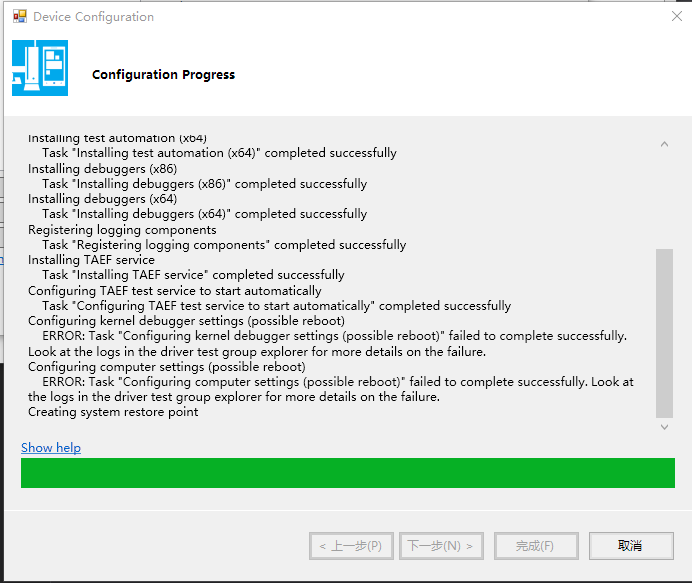 Device Configuration
Configuration Progress
Installing test automation (x64)
Task "Installing test automation (x64)" completed successfully
Installing debuggers (x86)
Task "Installing debuggers (x86)" completed successfully
Installing debuggers (x64)
Task "Installing debuggers (x64)" completed successfully
Registering logging components
Task "Registering logging components" completed successfully
Installing TAEF service
Task "Installing TAEF service" completed successfully
Configuring TAEF test service to start automatically
Task "Configuring TAEF test service to start automatically" completed successfully
Configuring kernel debugger settings (possible reboot)
ERROR: Task "Configuring kernel debugger settings (possible reboot)" failed to complete successfully.
Look at the logs in the driver test group explorer for more details on the failure.
Configuring computer settings (possible reboot)
ERROR: Task "Configuring computer settings (possible reboot)" failed to complete successfully. Look at
the logs in the driver test group explorer for more details on the failure.
Creating system restore point
Show help
< 上一步(P)
下一步(N) >
完成(F)
取消